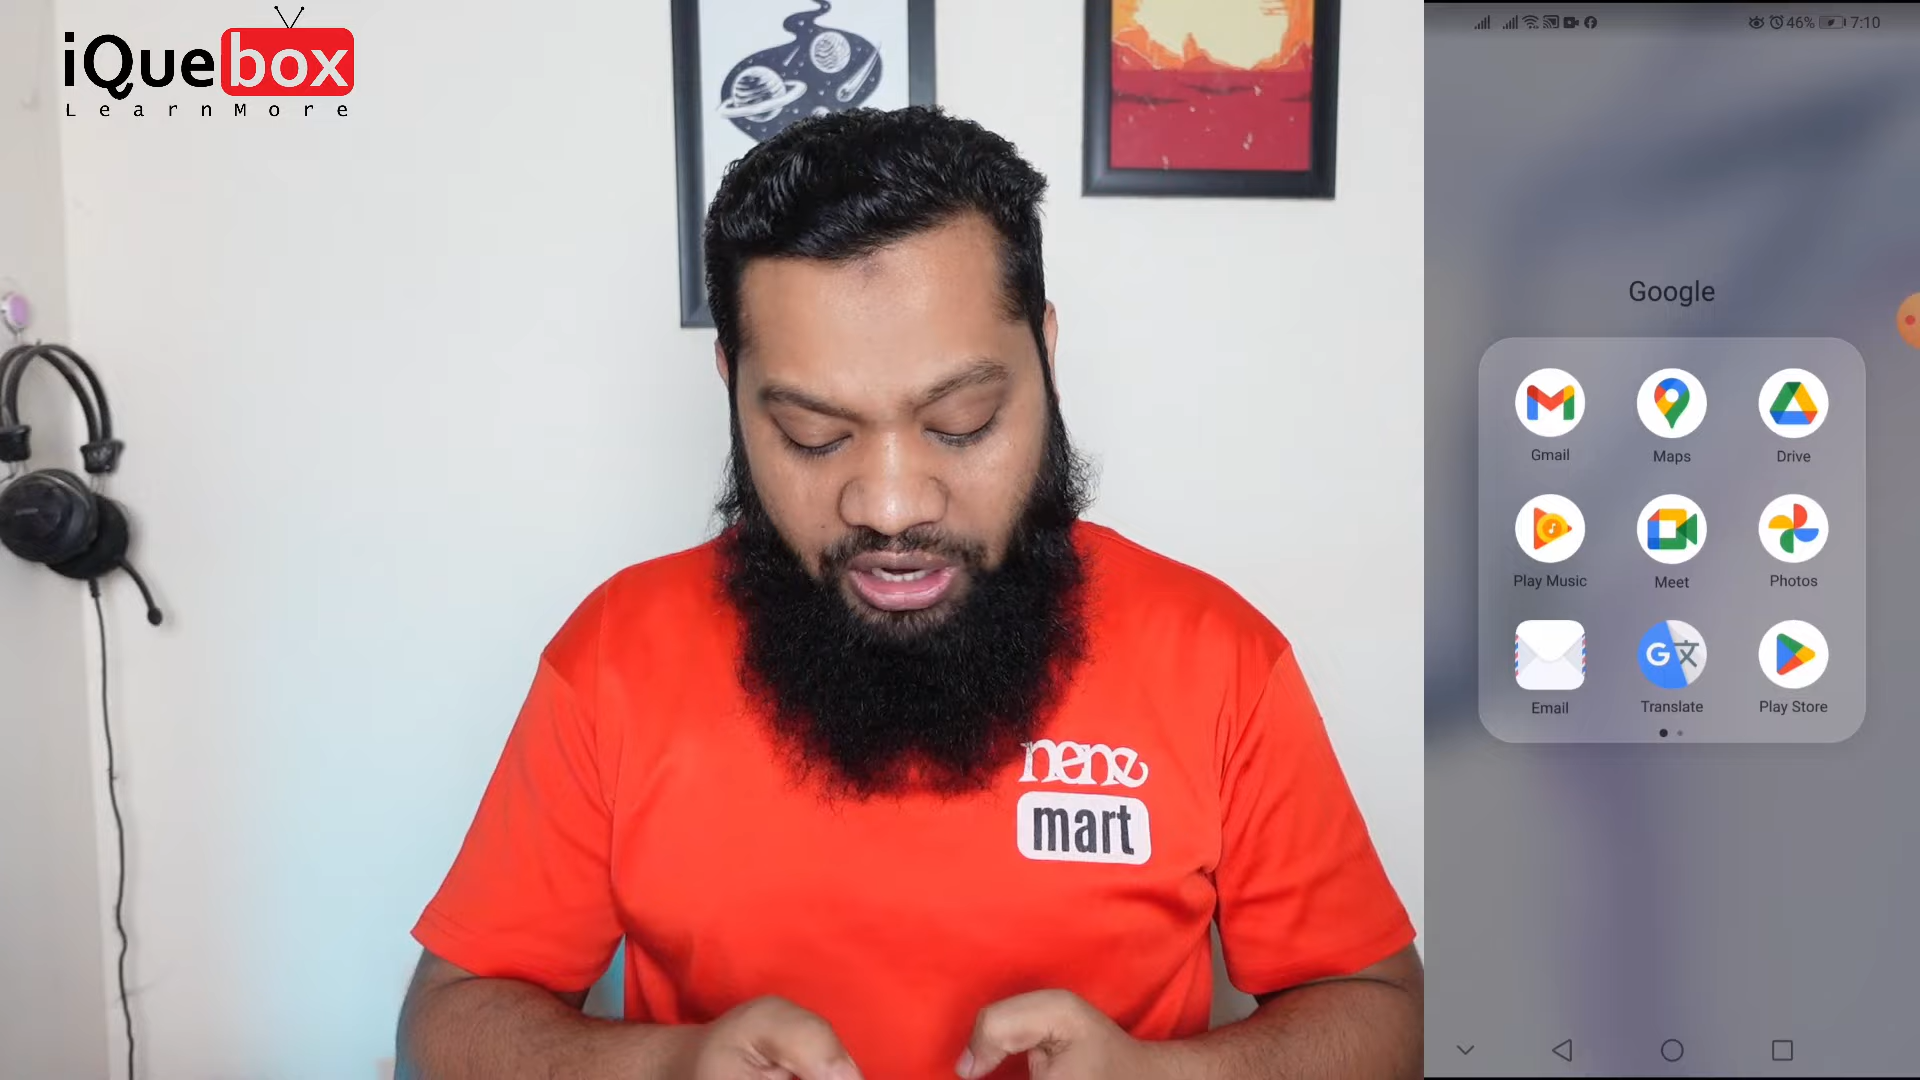 iQuebox
LearnMore
46% 7:10
Google
Gmail Maps Drive
Play Music Meet Photos
Email Translate Play Store
nene
mart